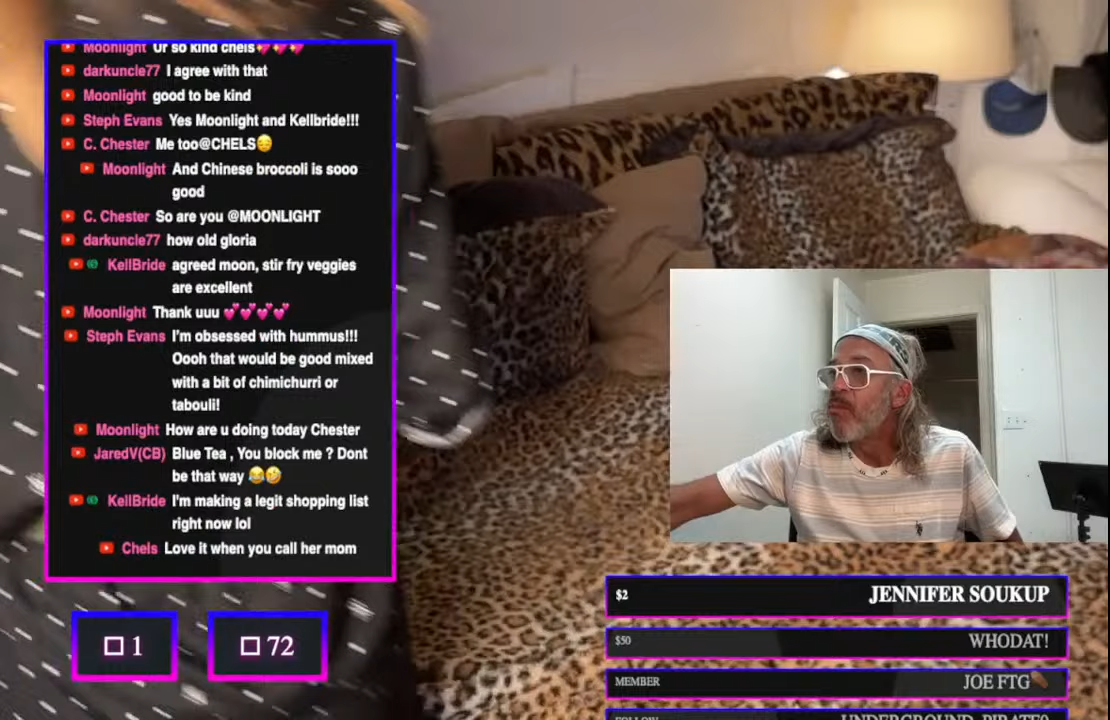 Moonlight Ur so kind chels💕💕💕
darkuncle77 I agree with that
Moonlight good to be kind
Steph Evans Yes Moonlight and Kellbride!!!
C. Chester Me too@CHELS😔
Moonlight And Chinese broccoli is sooo
good
C. Chester So are you @MOONLIGHT
darkuncle77 how old gloria
KellBride agreed moon, stir fry veggies
are excellent
Moonlight Thank uuu 💕💕💕💕
Steph Evans I'm obsessed with hummus!!!
Oooh that would be good mixed
with a bit of chimichurri or
tabouli!
Moonlight How are u doing today Chester
JaredV(CB) Blue Tea , You block me ? Dont
be that way 😂🤣
KellBride I'm making a legit shopping list
right now lol
Chels Love it when you call her mom
1
72
$2 JENNIFER SOUKUP
$50 WHODAT!
MEMBER JOE FTG
FOLLOW